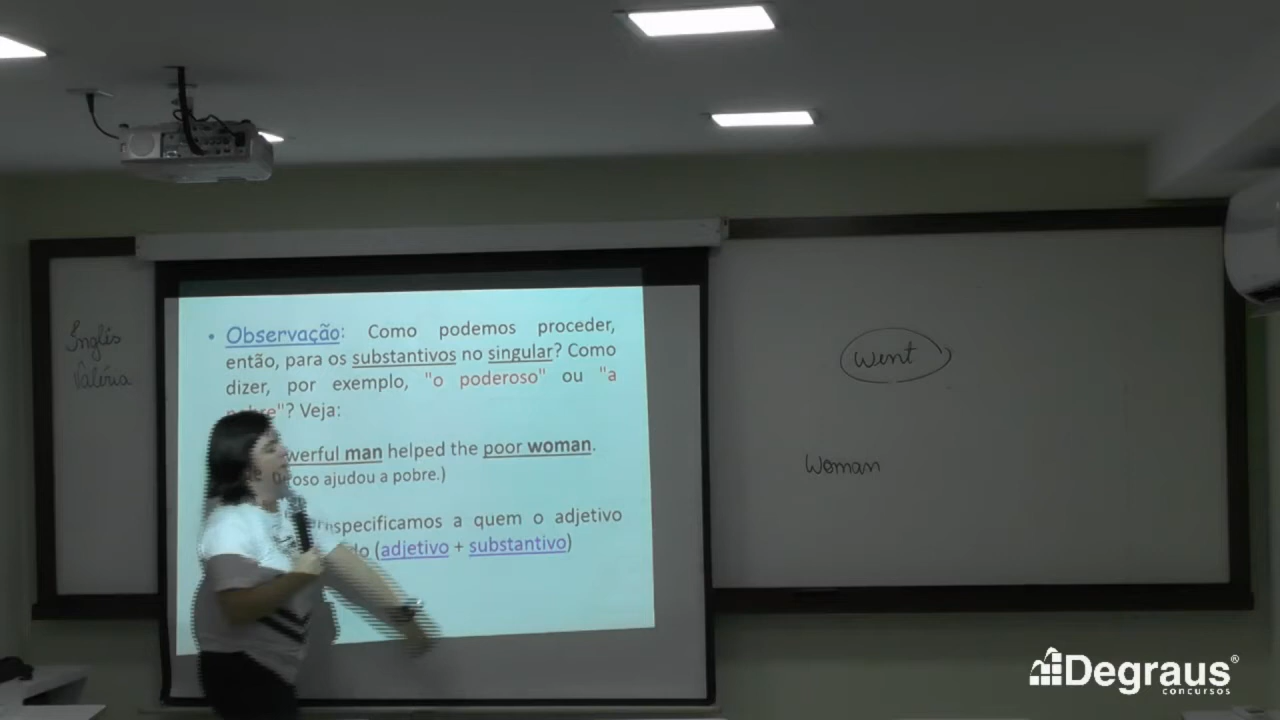 Inglês
Valéria
• Observação: Como podemos proceder,
então, para os substantivos no singular? Como
dizer, por exemplo, "o poderoso" ou "a
pobre"? Veja:
werful man helped the poor woman.
oso ajudou a pobre.)
specificamos a quem o adjetivo
(adjetivo + substantivo)
went
Woman
Degraus®
concursos